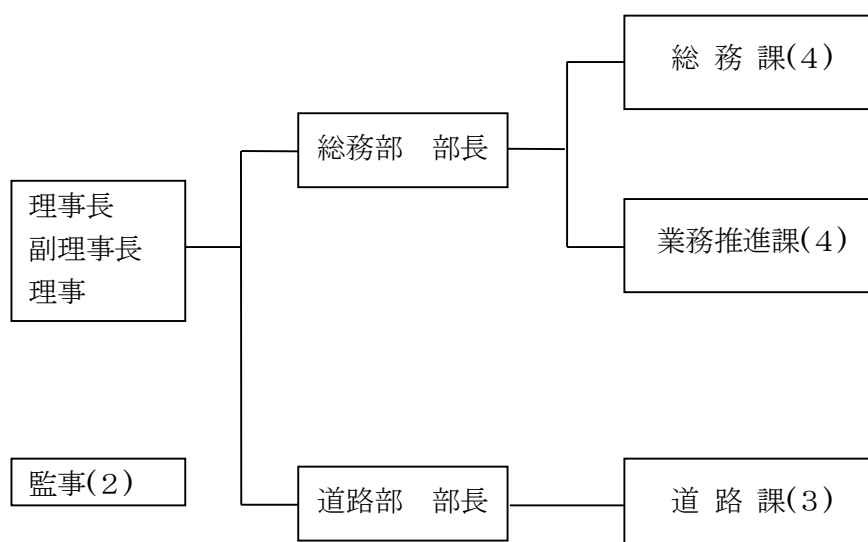 総 務 課(４)
総務部　部長
理事長
副理事長
理事
業務推進課(４)
監事(２)
道路部　部長
道 路 課(３)